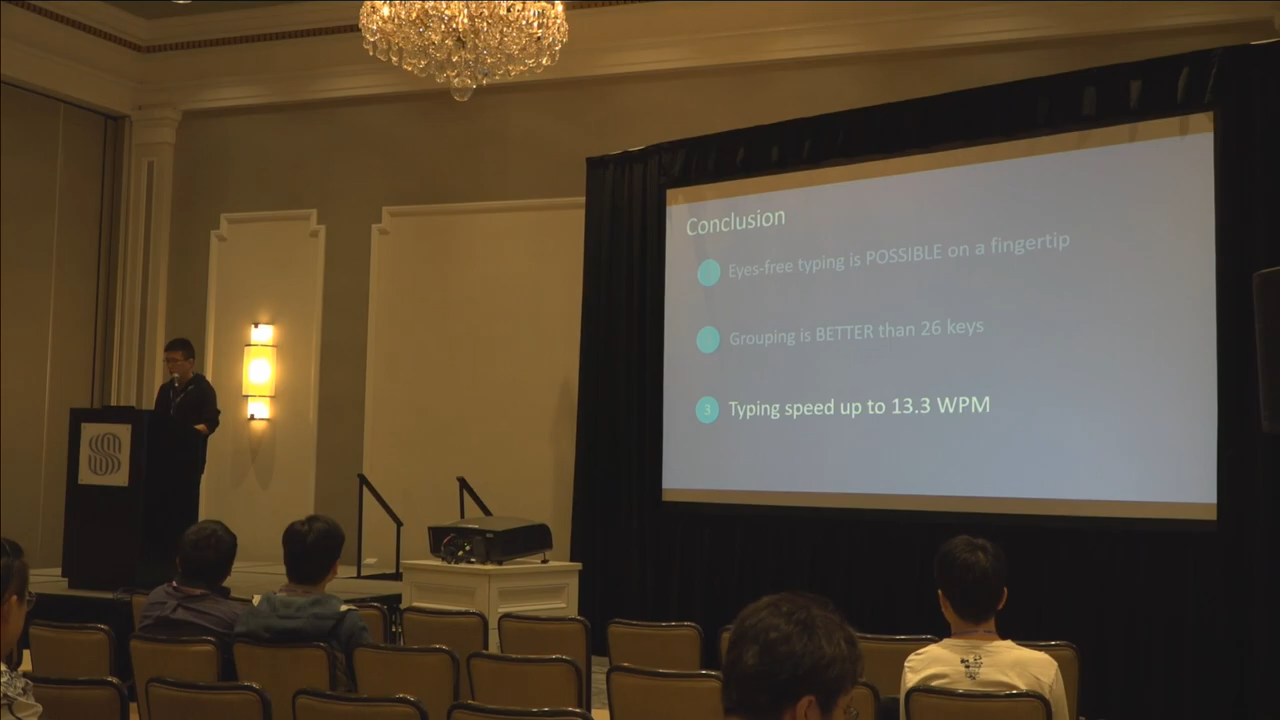 Conclusion
Eyes-free typing is POSSIBLE on a fingertip
Grouping is BETTER than 26 keys
3 Typing speed up to 13.3 WPM